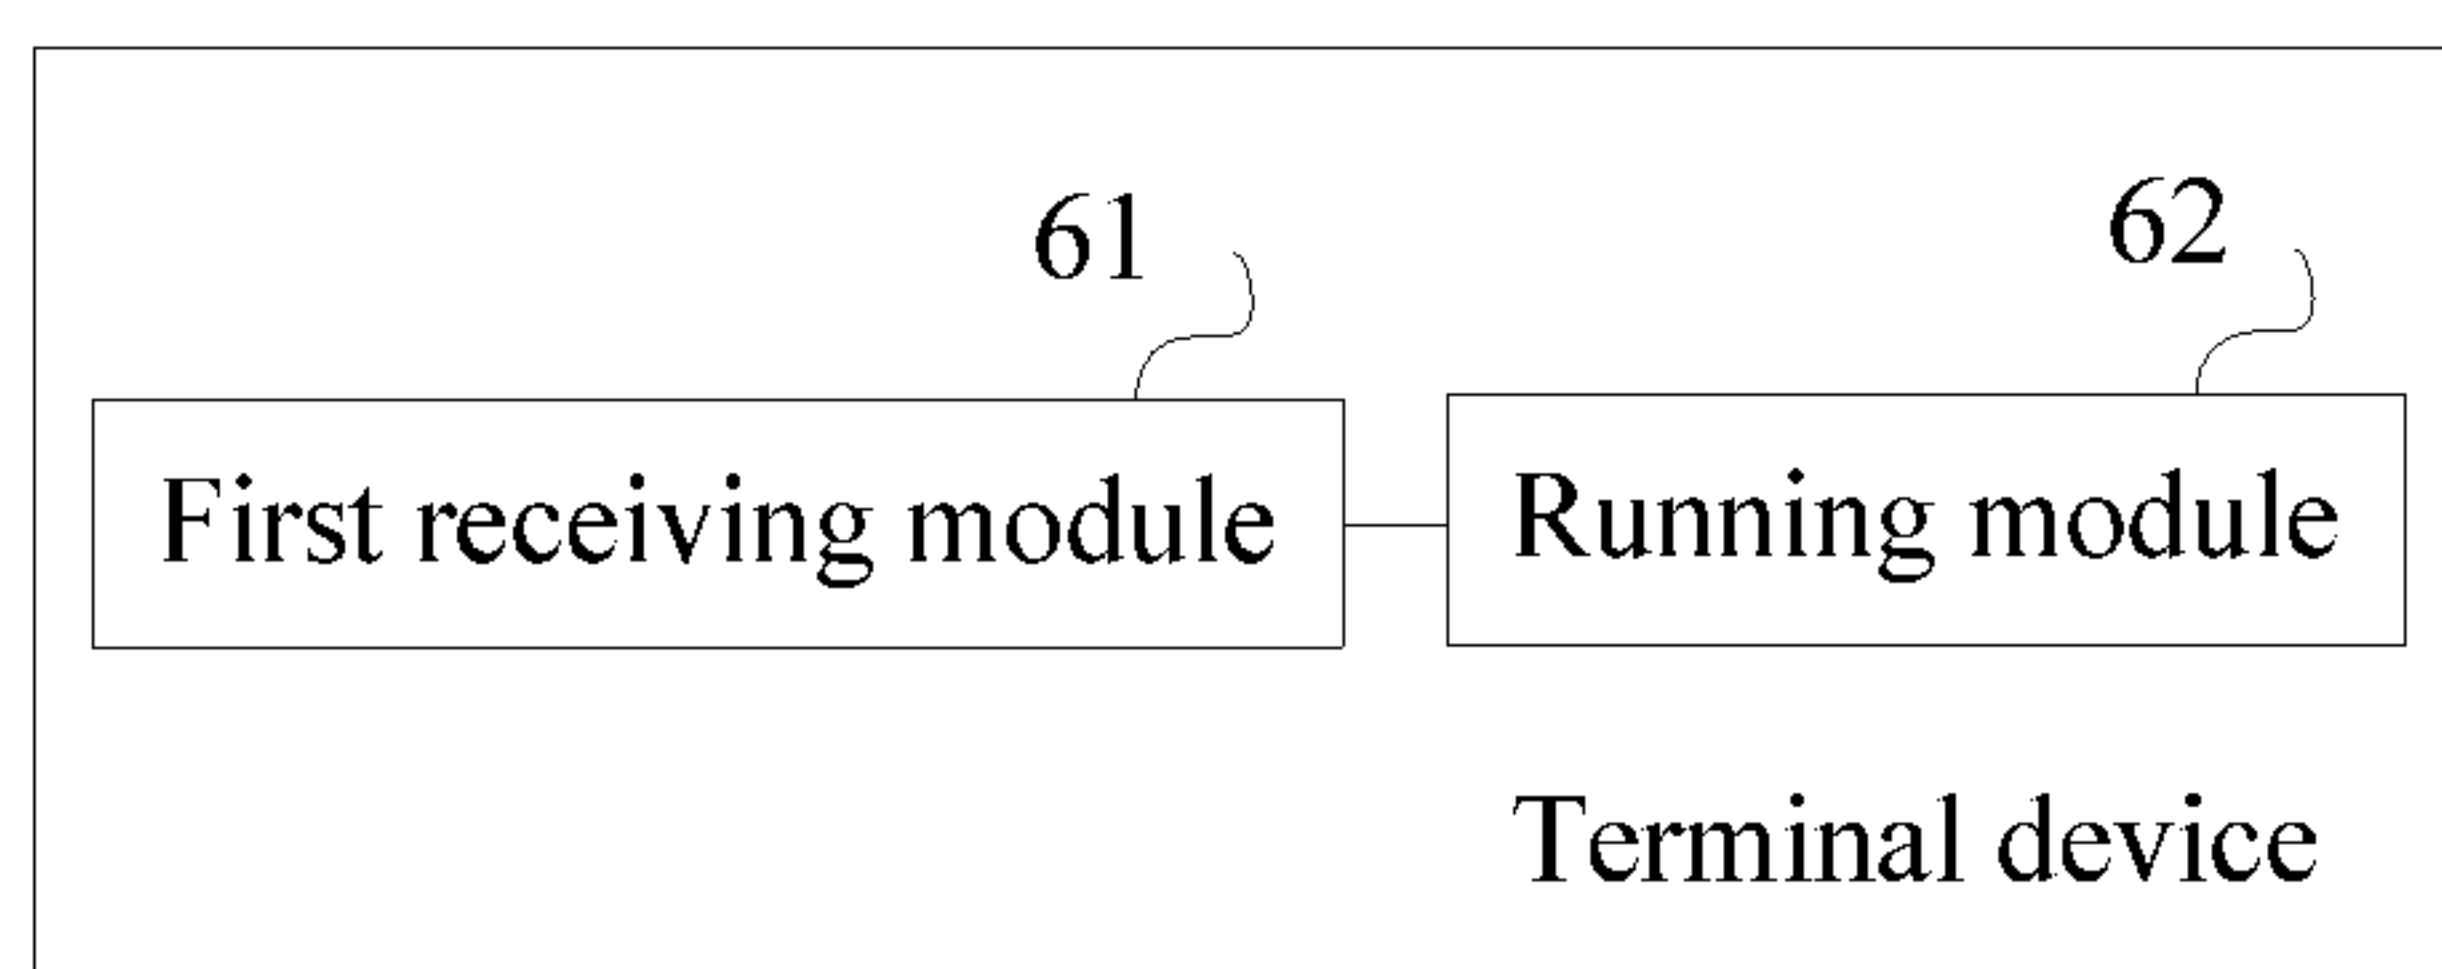 61
62
First receiving module
Running module
Terminal device